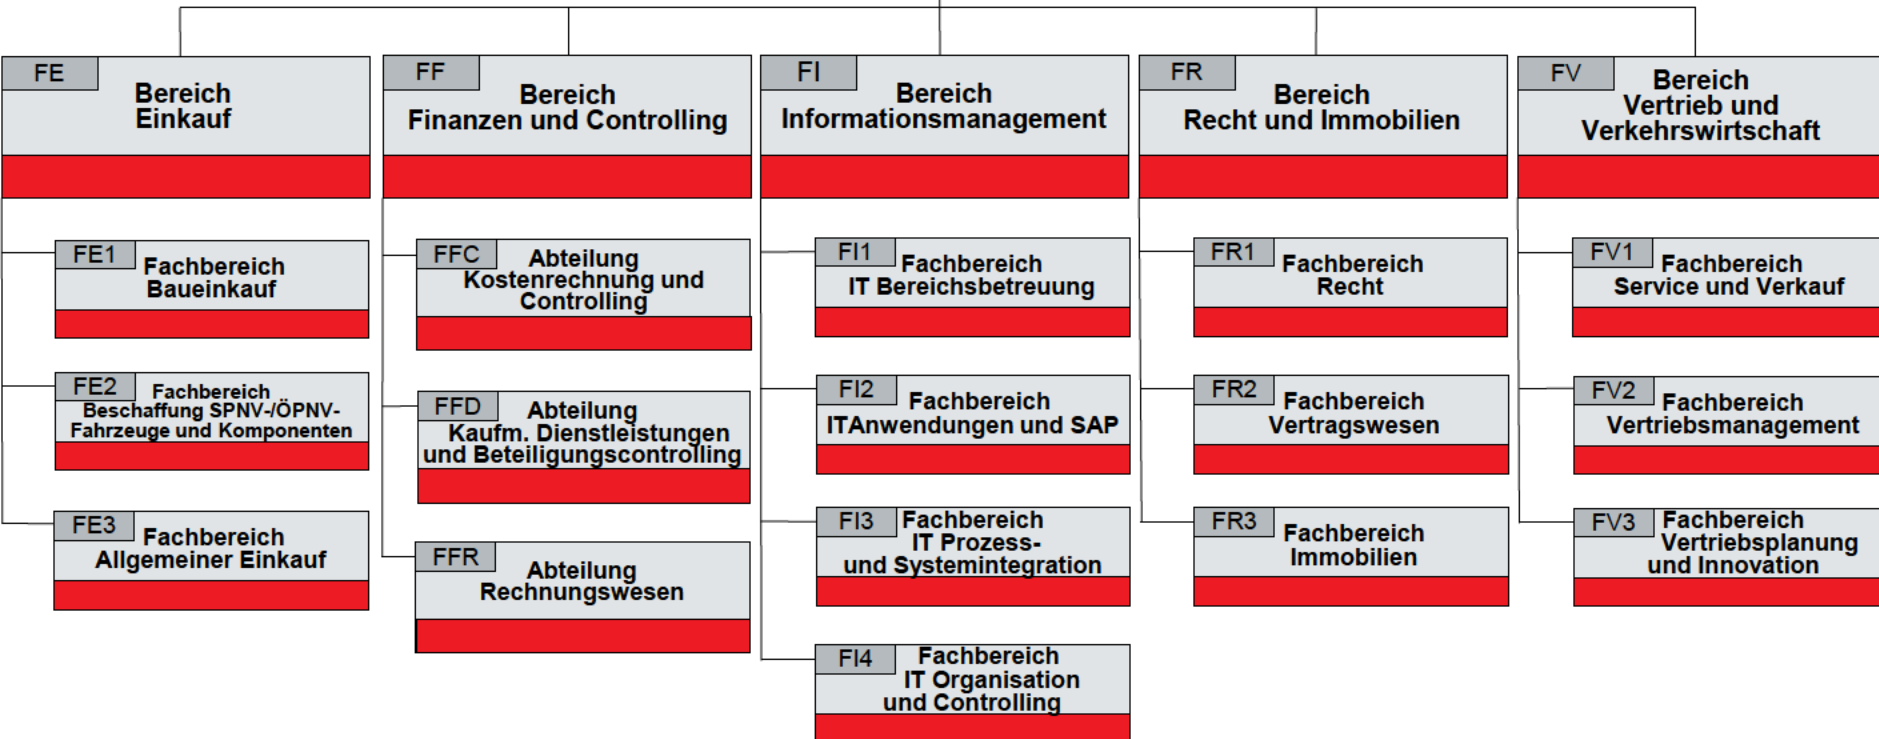 FE
Bereich
Einkauf
FE1
Fachbereich
Baueinkauf
FE2
Fachbereich
Beschaffung SPNV-/ÖPNV-
Fahrzeuge und Komponenten
FE3
Fachbereich
Allgemeiner Einkauf
FF
Bereich
Finanzen und Controlling
FFC
Abteilung
Kostenrechnung und
Controlling
FFD
Abteilung
Kaufm. Dienstleistungen
und Beteiligungscontrolling
FFR
Abteilung
Rechnungswesen
FI
Bereich
Informationsmanagement
FI1
Fachbereich
IT Bereichsbetreuung
FI2
Fachbereich
ITAnwendungen und SAP
FI3
Fachbereich
IT Prozess-
und Systemintegration
FI4
Fachbereich
IT Organisation
und Controlling
FR
Bereich
Recht und Immobilien
FR1
Fachbereich
Recht
FR2
Fachbereich
Vertragswesen
FR3
Fachbereich
Immobilien
FV
Bereich
Vertrieb und
Verkehrswirtschaft
FV1
Fachbereich
Service und Verkauf
FV2
Fachbereich
Vertriebsmanagement
FV3
Fachbereich
Vertriebsplanung
und Innovation